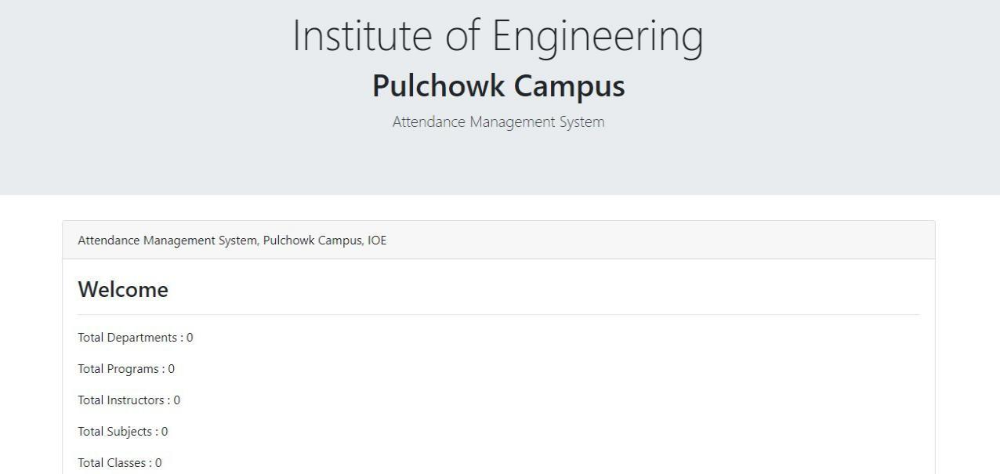 Institute of Engineering
Pulchowk Campus
Attendance Management System
Attendance Management System, Pulchowk Campus, IOE
Welcome
Total Departments : 0
Total Programs : 0
Total Instructors : 0
Total Subjects : 0
Total Classes : 0